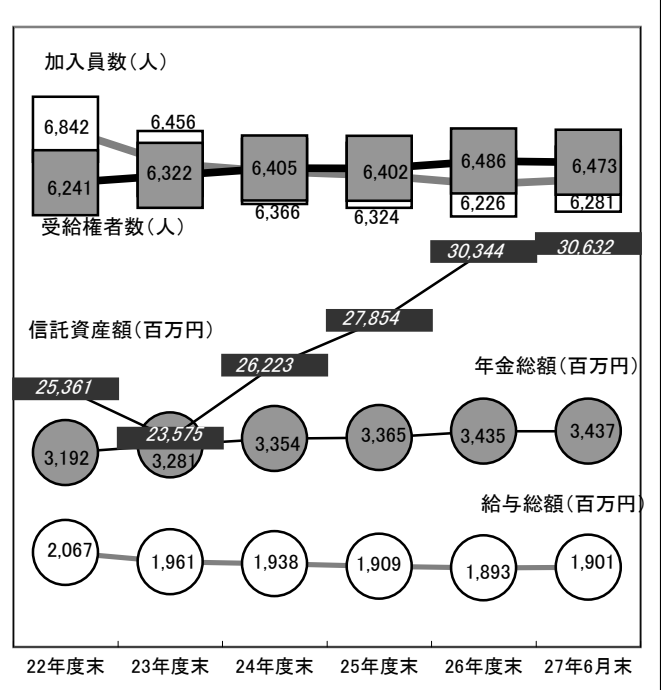 加入員数(人)
6,842 6,456
6,241 6,322 6,405 6,402 6,486 6,473
6,366 6,324 6,226 6,281
受給権者数(人)
信託資産額(百万円)
25,361 23,575 26,223 27,854 30,344 30,632
年金総額(百万円)
3,192 3,281 3,354 3,365 3,435 3,437
給与総額(百万円)
2,067 1,961 1,938 1,909 1,893 1,901
22年度末 23年度末 24年度末 25年度末 26年度末 27年6月末